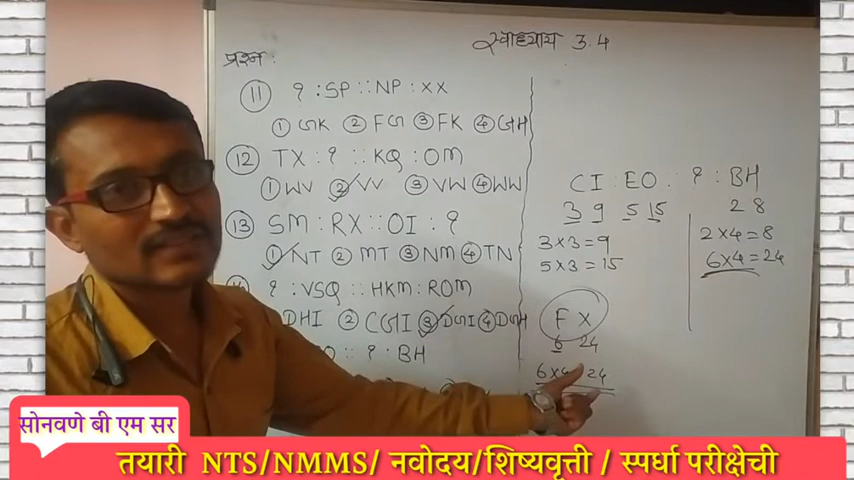 स्वाध्याय 3.4
प्रश्न :
11 ? : SP :: NP : XX
1 GK 2 FG 3 FK 4 GH
12 TX : ? :: KQ : OM
1 WV 2 VV 3 VW 4 WW
13 SM : RX :: OI : ?
1 NT 2 MT 3 NM 4 TN
? : VSQ :: HKM : ROM
DHI 2 CGI 3 DGI 4 DGH
:: ? : BH
CI : EO : ? : BH
3 9 5 15
2 8
3×3=9
5×3=15
2×4=8
6×4=24
FX
6 24
6×4 24
सोनवणे बी एम सर
तयारी NTS/NMMS/ नवोदय/शिष्यवृत्ती / स्पर्धा परीक्षेची